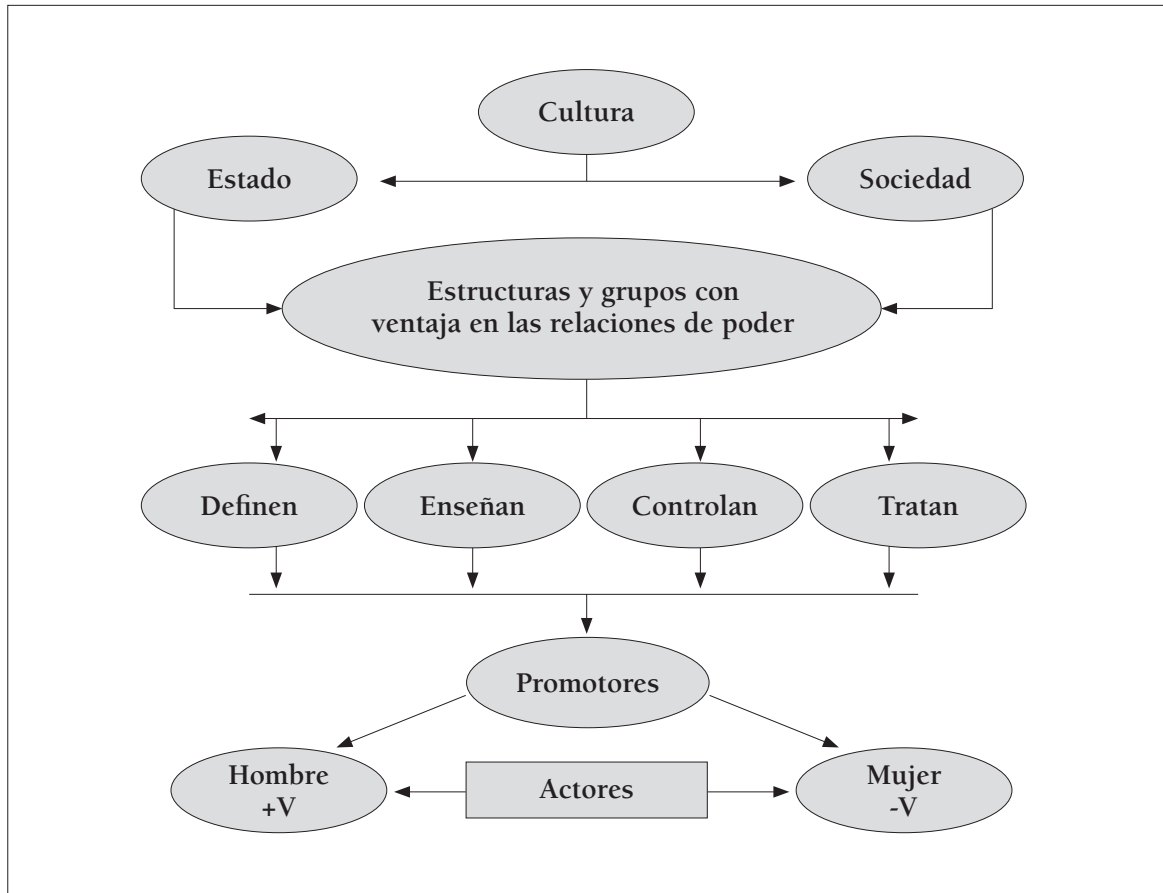 Cultura
Estado
Sociedad
Estructuras y grupos con
ventaja en las relaciones de poder
Definen
Enseñan
Controlan
Tratan
Promotores
Hombre
+V
Actores
Mujer
-V